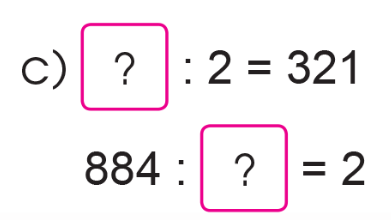 c) ? : 2 = 321
884 : ? = 2